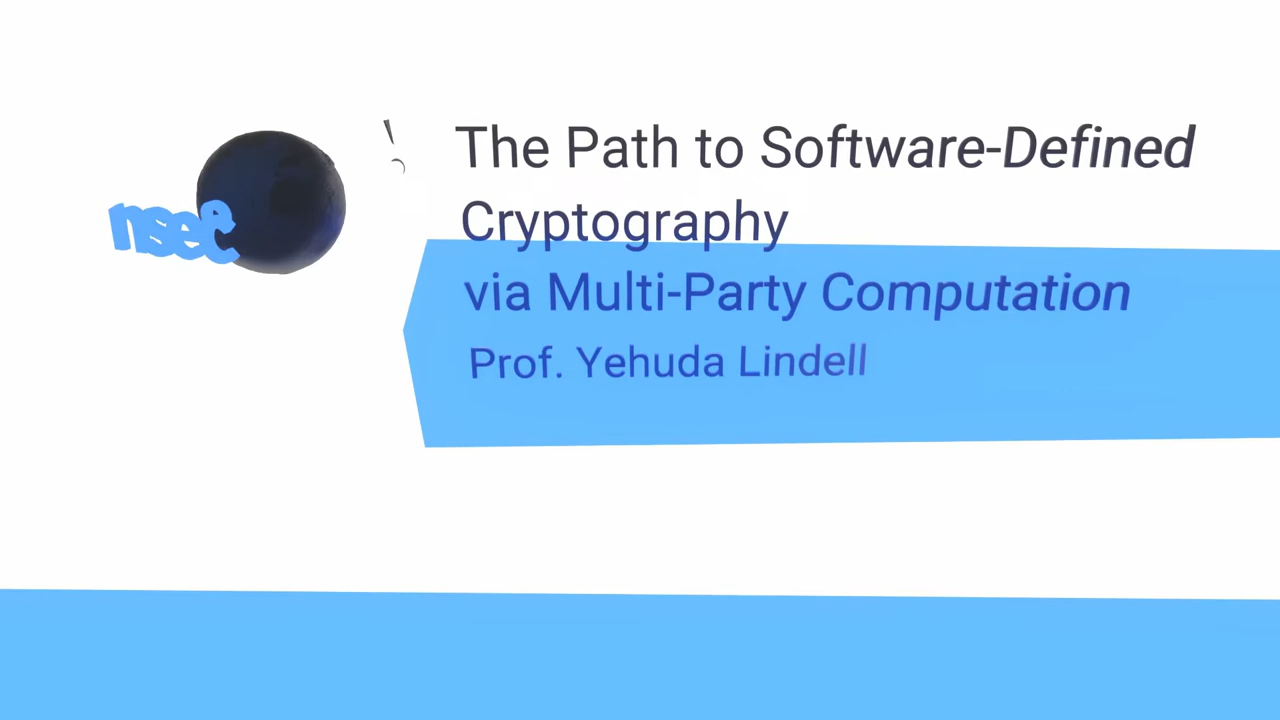 nsec
The Path to Software-Defined
Cryptography
via Multi-Party Computation
Prof. Yehuda Lindell